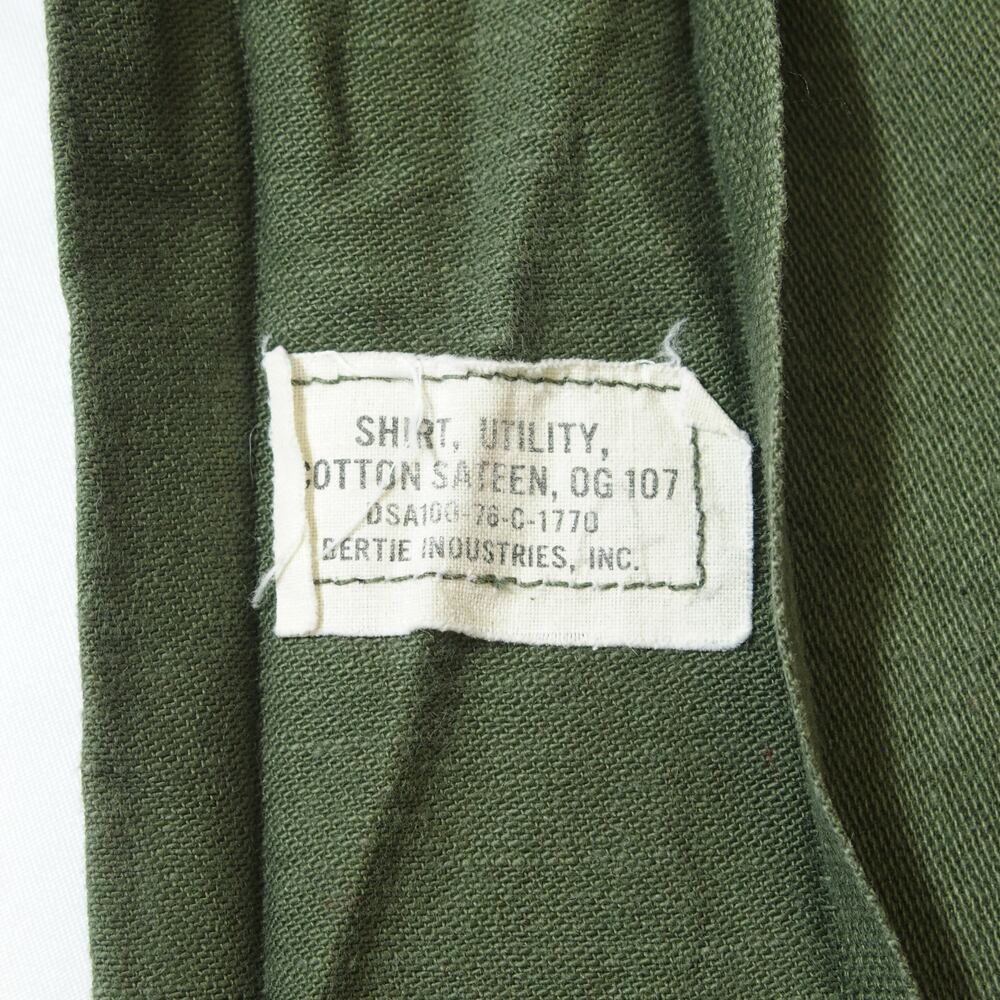 SHIRT, UTILITY,
COTTON SATEEN, OG 107
DSA100-76-C-1770
BERTIE INDUSTRIES, INC.